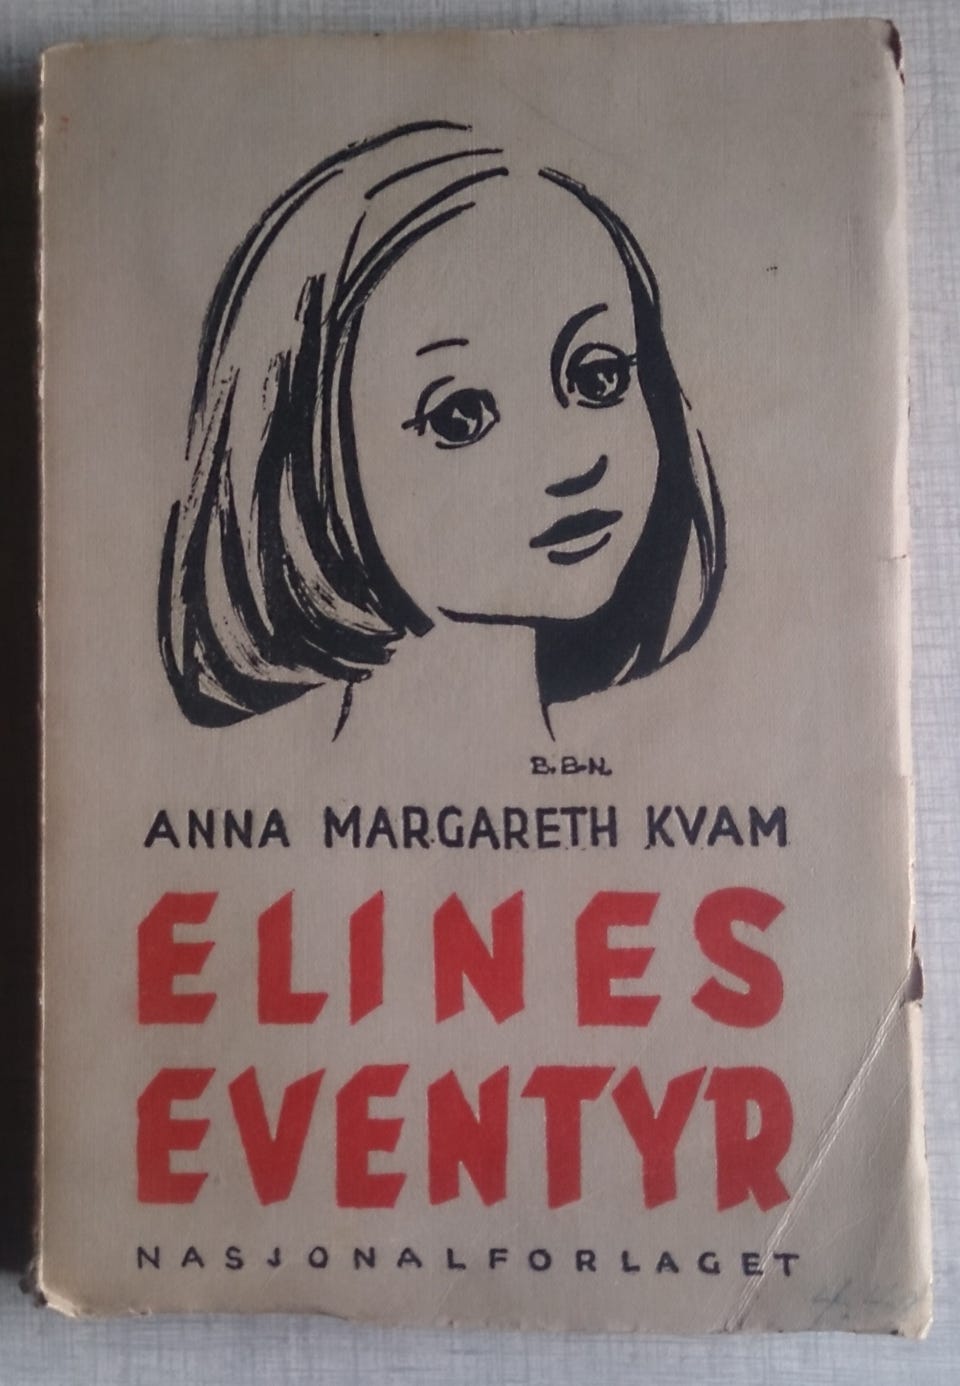 B.B-N.
ANNA MARGARETH KVAM
ELINES
EVENTYR
NASJONALFORLAGET